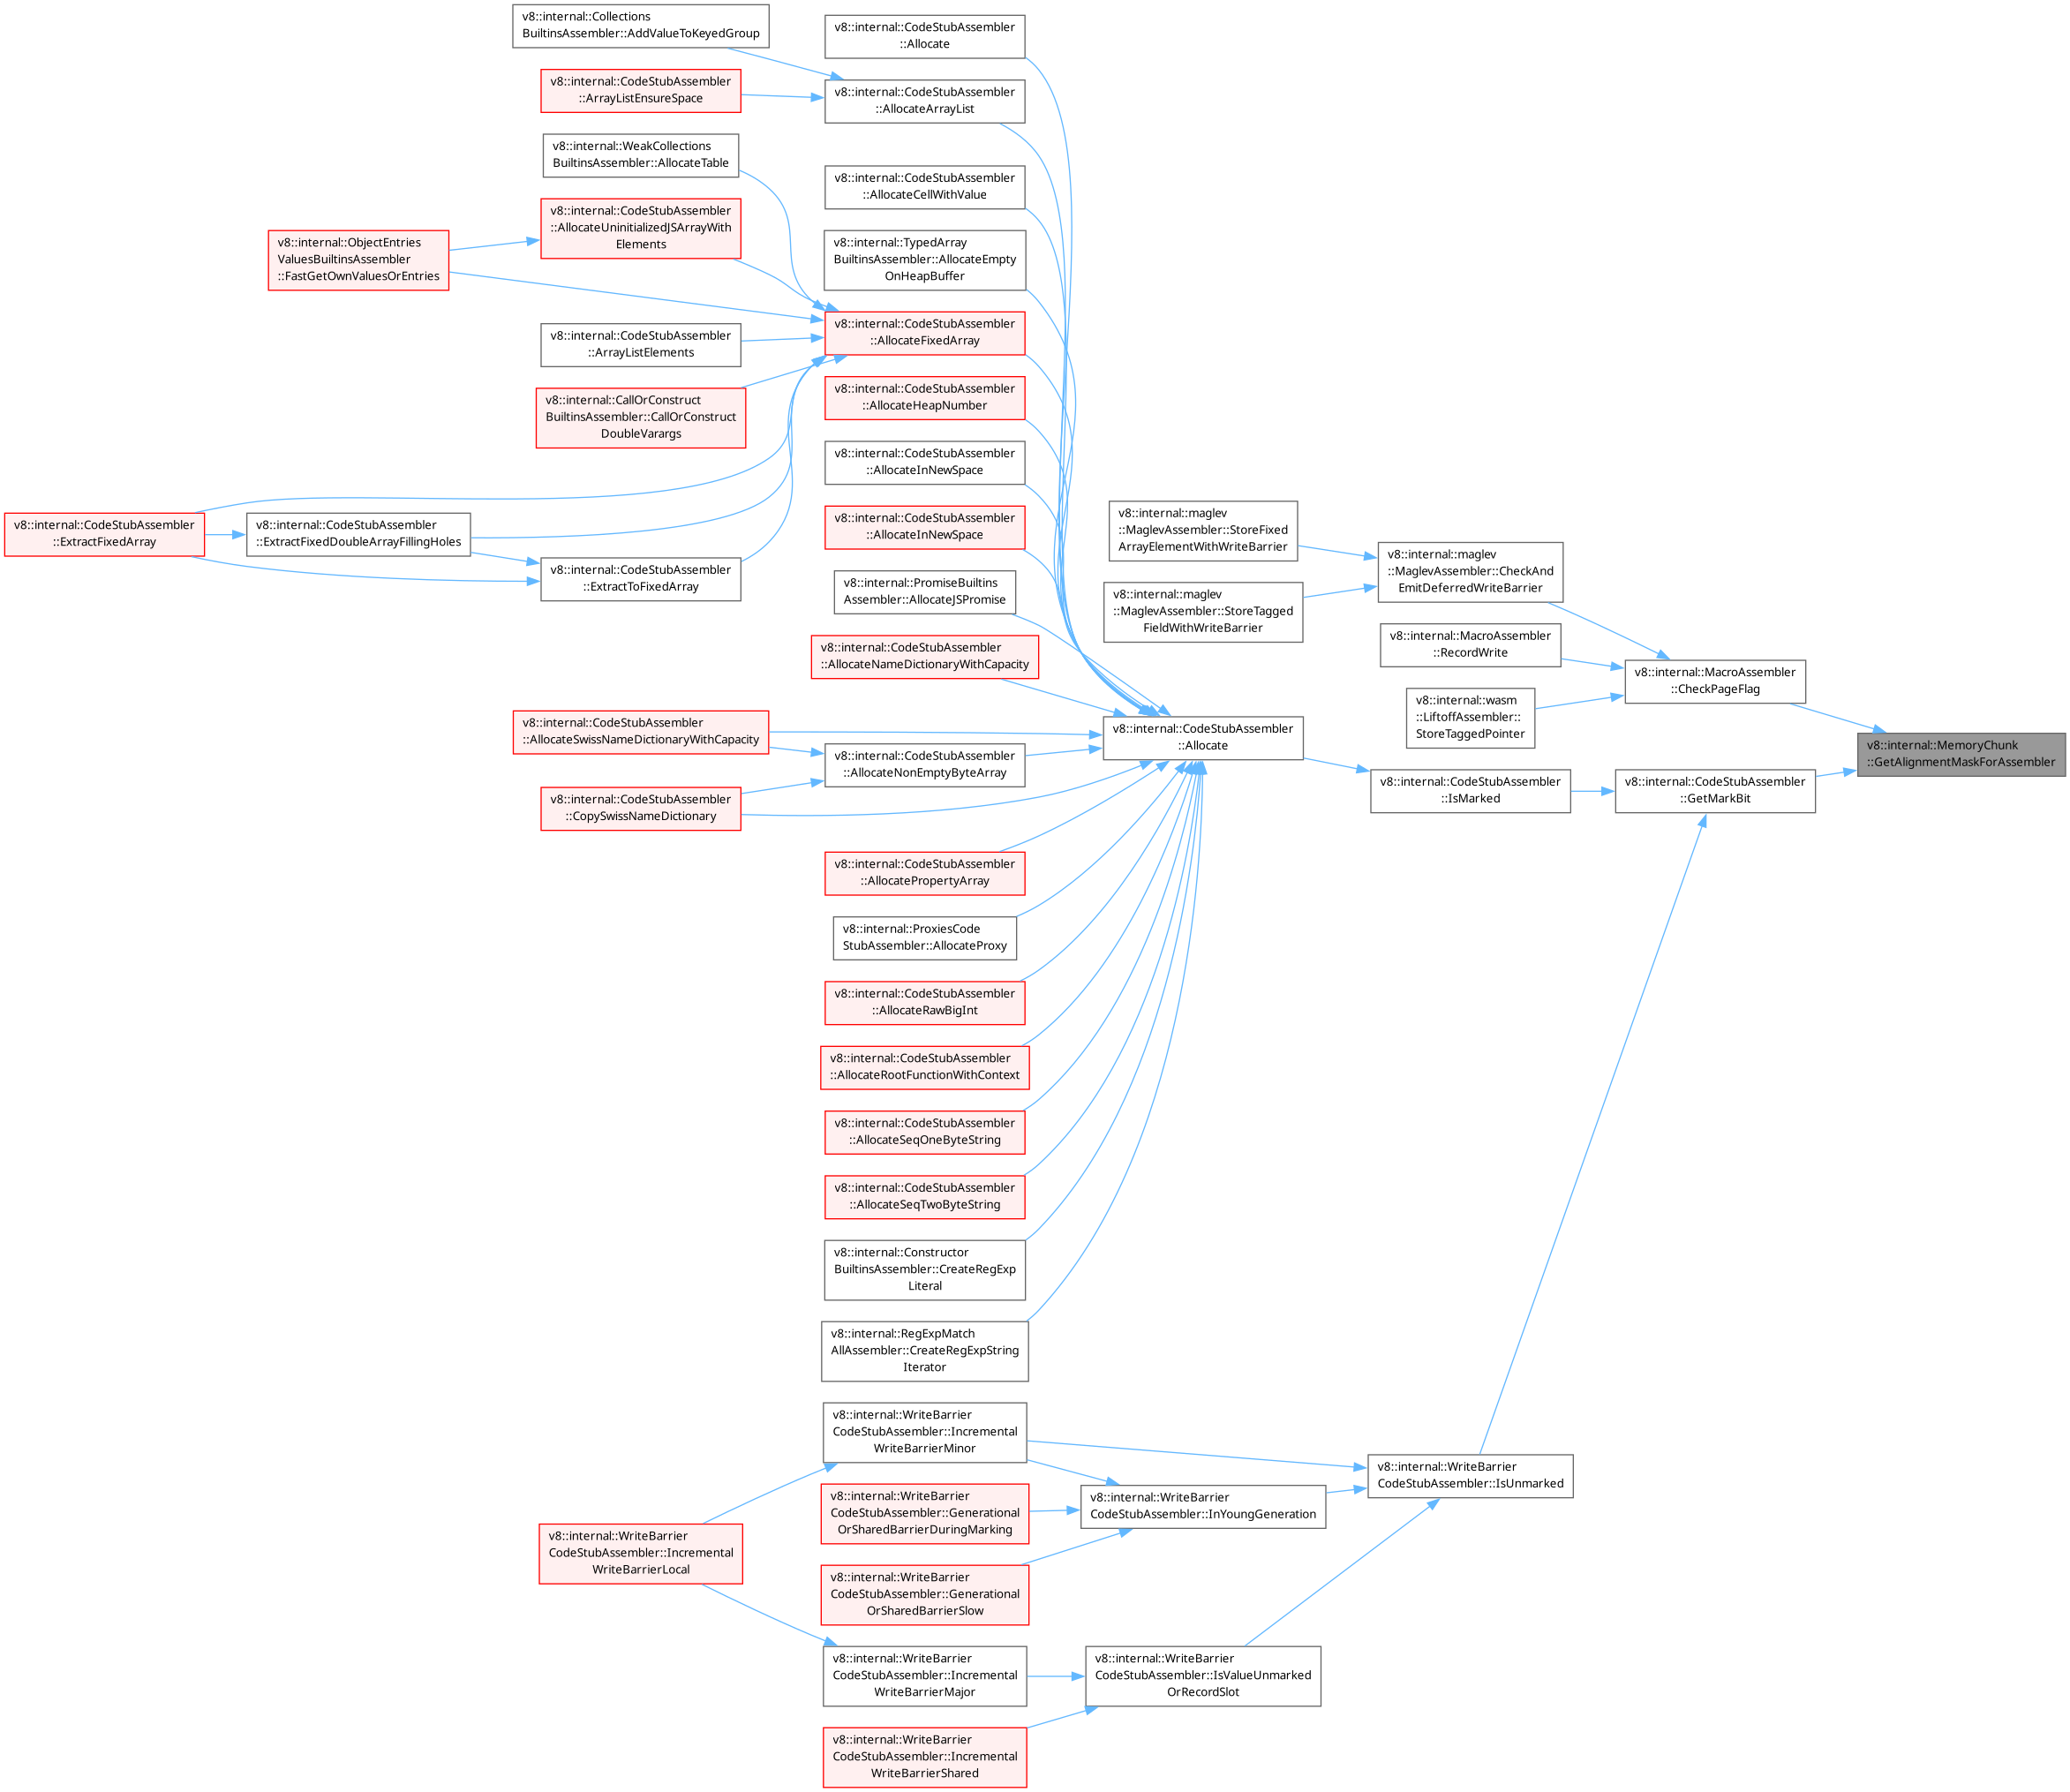 v8::internal::Collections
BuiltinsAssembler::AddValueToKeyedGroup
v8::internal::CodeStubAssembler
::ArrayListEnsureSpace
v8::internal::WeakCollections
BuiltinsAssembler::AllocateTable
v8::internal::CodeStubAssembler
::AllocateUninitializedJSArrayWith
Elements
v8::internal::ObjectEntries
ValuesBuiltinsAssembler
::FastGetOwnValuesOrEntries
v8::internal::CodeStubAssembler
::ArrayListElements
v8::internal::CallOrConstruct
BuiltinsAssembler::CallOrConstruct
DoubleVarargs
v8::internal::CodeStubAssembler
::ExtractFixedArray
v8::internal::CodeStubAssembler
::ExtractFixedDoubleArrayFillingHoles
v8::internal::CodeStubAssembler
::ExtractToFixedArray
v8::internal::CodeStubAssembler
::AllocateSwissNameDictionaryWithCapacity
v8::internal::CodeStubAssembler
::CopySwissNameDictionary
v8::internal::WriteBarrier
CodeStubAssembler::Incremental
WriteBarrierLocal
v8::internal::CodeStubAssembler
::Allocate
v8::internal::CodeStubAssembler
::AllocateArrayList
v8::internal::CodeStubAssembler
::AllocateCellWithValue
v8::internal::TypedArray
BuiltinsAssembler::AllocateEmpty
OnHeapBuffer
v8::internal::CodeStubAssembler
::AllocateFixedArray
v8::internal::CodeStubAssembler
::AllocateHeapNumber
v8::internal::CodeStubAssembler
::AllocateInNewSpace
v8::internal::CodeStubAssembler
::AllocateInNewSpace
v8::internal::PromiseBuiltins
Assembler::AllocateJSPromise
v8::internal::CodeStubAssembler
::AllocateNameDictionaryWithCapacity
v8::internal::CodeStubAssembler
::AllocateNonEmptyByteArray
v8::internal::CodeStubAssembler
::AllocatePropertyArray
v8::internal::ProxiesCode
StubAssembler::AllocateProxy
v8::internal::CodeStubAssembler
::AllocateRawBigInt
v8::internal::CodeStubAssembler
::AllocateRootFunctionWithContext
v8::internal::CodeStubAssembler
::AllocateSeqOneByteString
v8::internal::CodeStubAssembler
::AllocateSeqTwoByteString
v8::internal::Constructor
BuiltinsAssembler::CreateRegExp
Literal
v8::internal::RegExpMatch
AllAssembler::CreateRegExpString
Iterator
v8::internal::WriteBarrier
CodeStubAssembler::Incremental
WriteBarrierMinor
v8::internal::WriteBarrier
CodeStubAssembler::Generational
OrSharedBarrierDuringMarking
v8::internal::WriteBarrier
CodeStubAssembler::Generational
OrSharedBarrierSlow
v8::internal::WriteBarrier
CodeStubAssembler::Incremental
WriteBarrierMajor
v8::internal::WriteBarrier
CodeStubAssembler::Incremental
WriteBarrierShared
v8::internal::maglev
::MaglevAssembler::StoreFixed
ArrayElementWithWriteBarrier
v8::internal::maglev
::MaglevAssembler::StoreTagged
FieldWithWriteBarrier
v8::internal::CodeStubAssembler
::Allocate
v8::internal::WriteBarrier
CodeStubAssembler::InYoungGeneration
v8::internal::WriteBarrier
CodeStubAssembler::IsValueUnmarked
OrRecordSlot
v8::internal::maglev
::MaglevAssembler::CheckAnd
EmitDeferredWriteBarrier
v8::internal::MacroAssembler
::RecordWrite
v8::internal::wasm
::LiftoffAssembler::
StoreTaggedPointer
v8::internal::CodeStubAssembler
::IsMarked
v8::internal::WriteBarrier
CodeStubAssembler::IsUnmarked
v8::internal::MacroAssembler
::CheckPageFlag
v8::internal::CodeStubAssembler
::GetMarkBit
v8::internal::MemoryChunk
::GetAlignmentMaskForAssembler